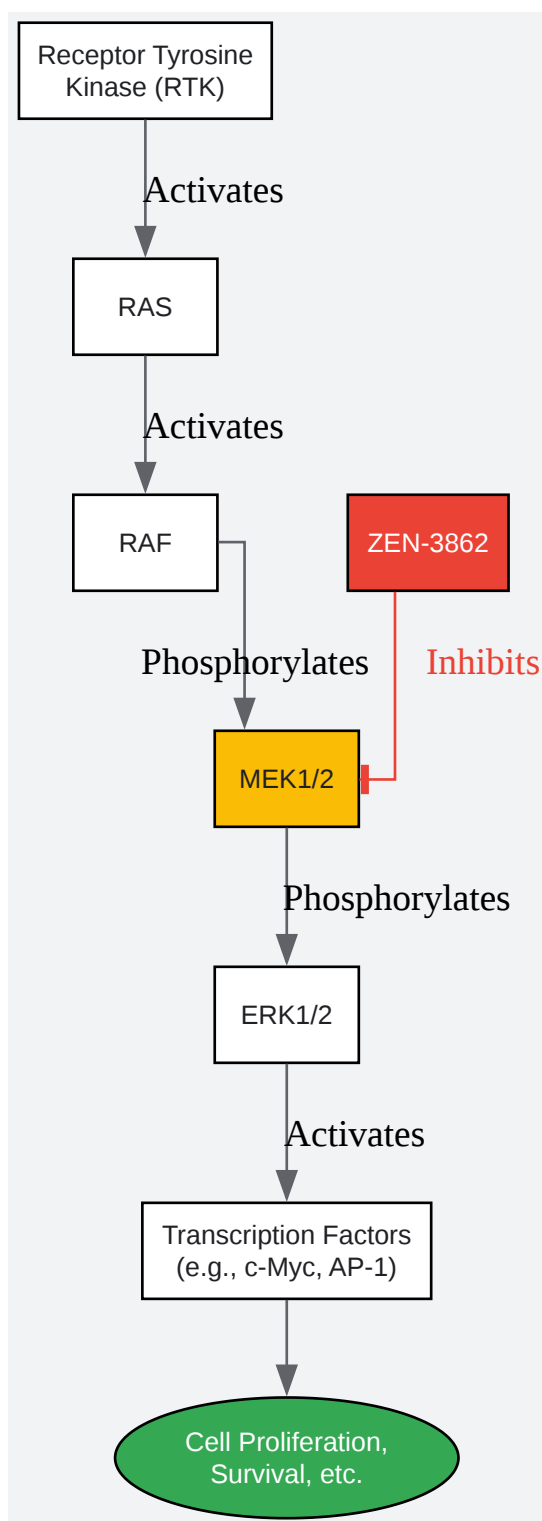 Receptor Tyrosine
Kinase (RTK)
Activates
RAS
Activates
RAF
ZEN-3862
Phosphorylates
Inhibits
MEK1/2
Phosphorylates
ERK1/2
Activates
Transcription Factors
(e.g., c-Myc, AP-1)
Cell Proliferation,
Survival, etc.